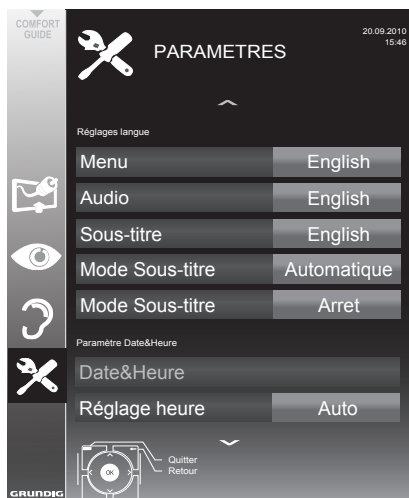 COMFORT
GUIDE
PARAMETRES
20.09.2010
15:46
Réglages langue
Menu English
Audio English
Sous-titre English
Mode Sous-titre Automatique
Mode Sous-titre Arret
Paramètre Date&Heure
Date&Heure
Réglage heure Auto
Quitter
Retour
OK
GRUNDIG